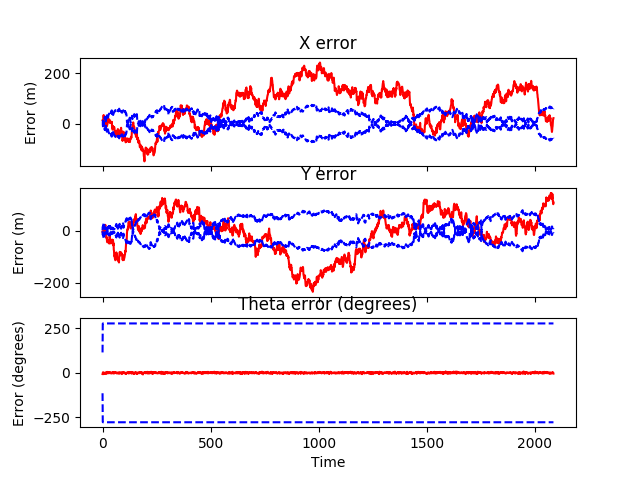 X error
200
0
Error (m)
Y error
0
−200
Error (m)
Theta error (degrees)
250
0
−250
Error (degrees)
0 500 1000 1500 2000
Time